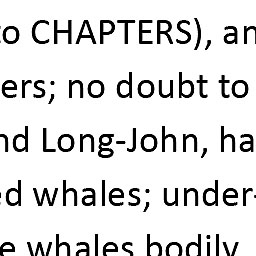 to CHAPTERS), an
ers; no doubt to
nd Long-John, ha
ed whales; under-
e whales bodily